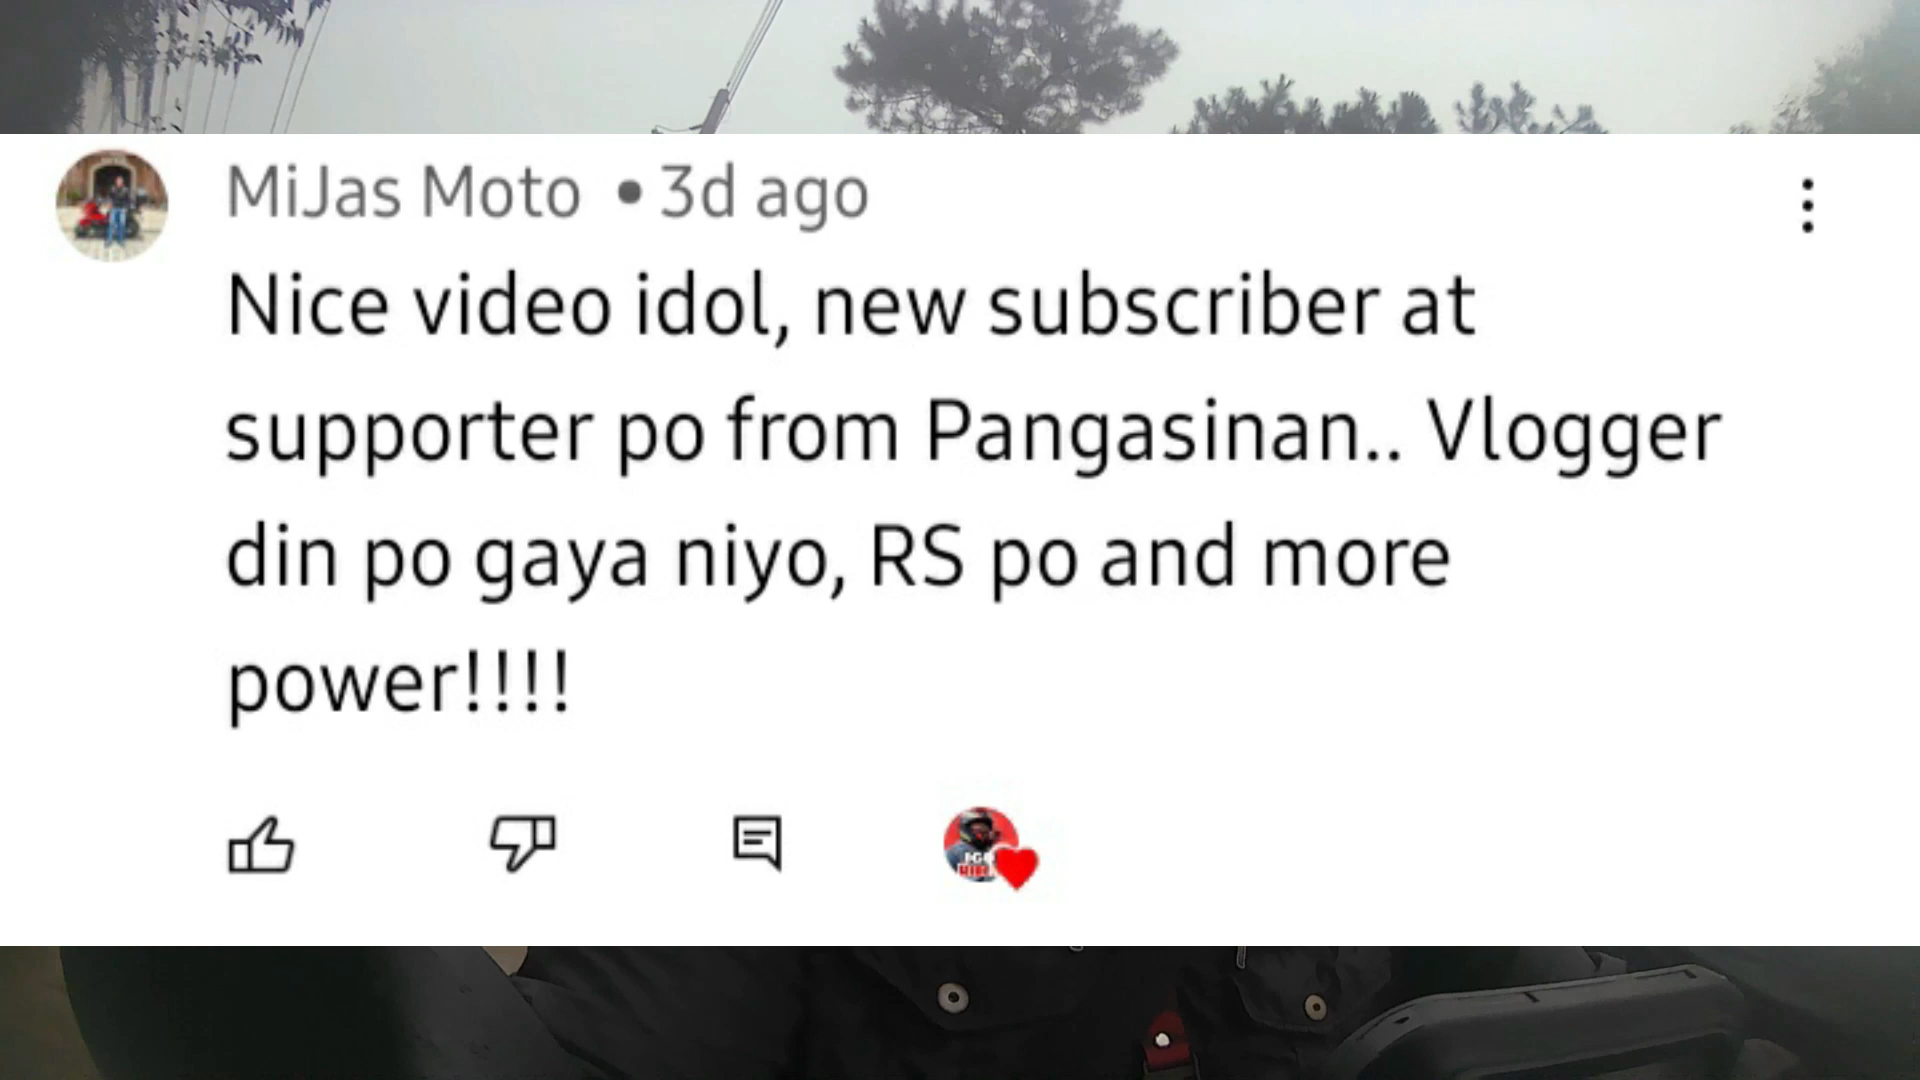 MiJas Moto • 3d ago
Nice video idol, new subscriber at
supporter po from Pangasinan.. Vlogger
din po gaya niyo, RS po and more
power!!!!